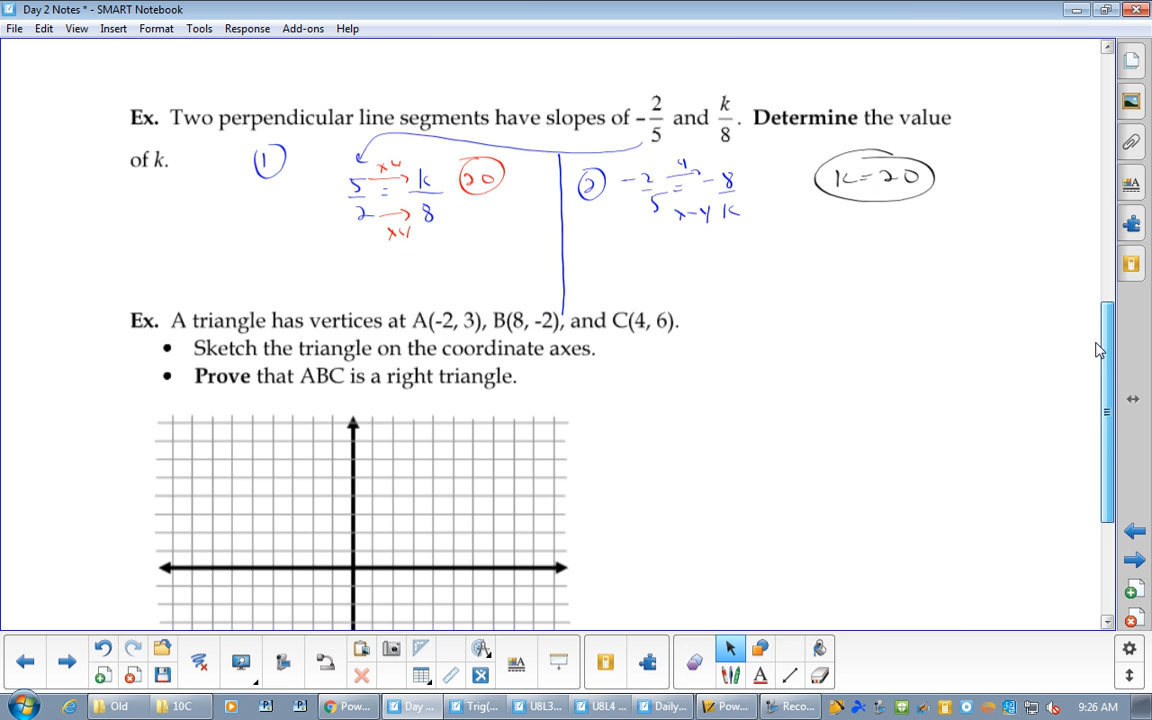 Day 2 Notes * - SMART Notebook
File Edit View Insert Format Tools Response Add-ons Help
Ex. Two perpendicular line segments have slopes of -2/5 and k/8. Determine the value
of k.
① 5/2 = k/8 x4 x4 20
② -2/5 = -8/k 4 x-4
k=20
Ex. A triangle has vertices at A(-2, 3), B(8, -2), and C(4, 6).
• Sketch the triangle on the coordinate axes.
• Prove that ABC is a right triangle.
Old 10C Pow... Day ... Trig(... U8L3... U8L4 ... Daily... Pow... Reco... 9:26 AM